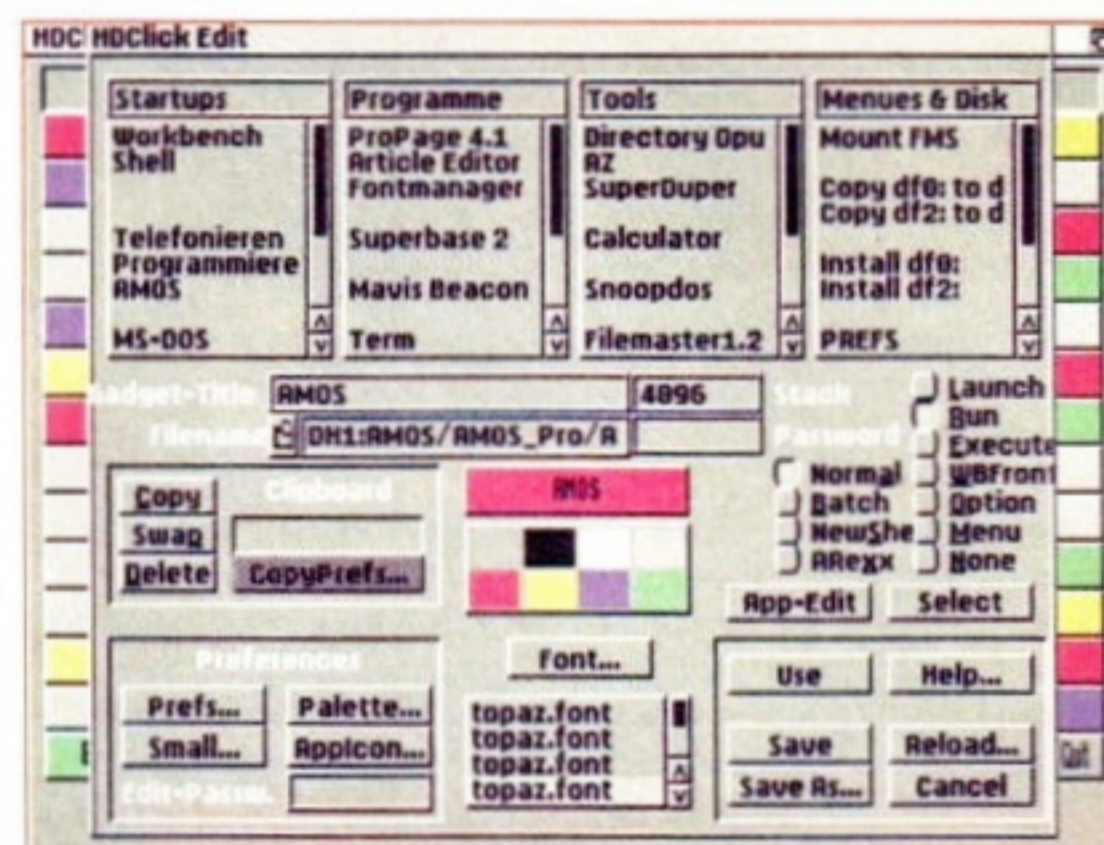 HDC HDClick Edit
Startups
Workbench
Shell
Telefonieren
Programmiere
AMOS
MS-DOS
Programme
ProPage 4.1
Article Editor
Fontmanager
Superbase 2
Mavis Beacon
Term
Tools
Directory Opu
AZ
SuperDuper
Calculator
Snoopdos
Filemaster1.2
Menues & Disk
Mount FMS
Copy df0: to d
Copy df2: to d
Install df0:
Install df2:
PREFS
Gadget-Title AMOS 4096 Stack
Filename DH1:AMOS/AMOS_Pro/A Password
Launch
Run
Execute
WBFront
Option
Menu
None
Normal
Batch
NewShe
ARexx
Clipboard
Copy
Swap
Delete
CopyPrefs...
AMOS
App-Edit Select
Preferences
Prefs... Palette...
Small... AppIcon...
Edit-Passw.
Font...
topaz.font
topaz.font
topaz.font
topaz.font
Use Help...
Save Reload...
Save As... Cancel
Quit